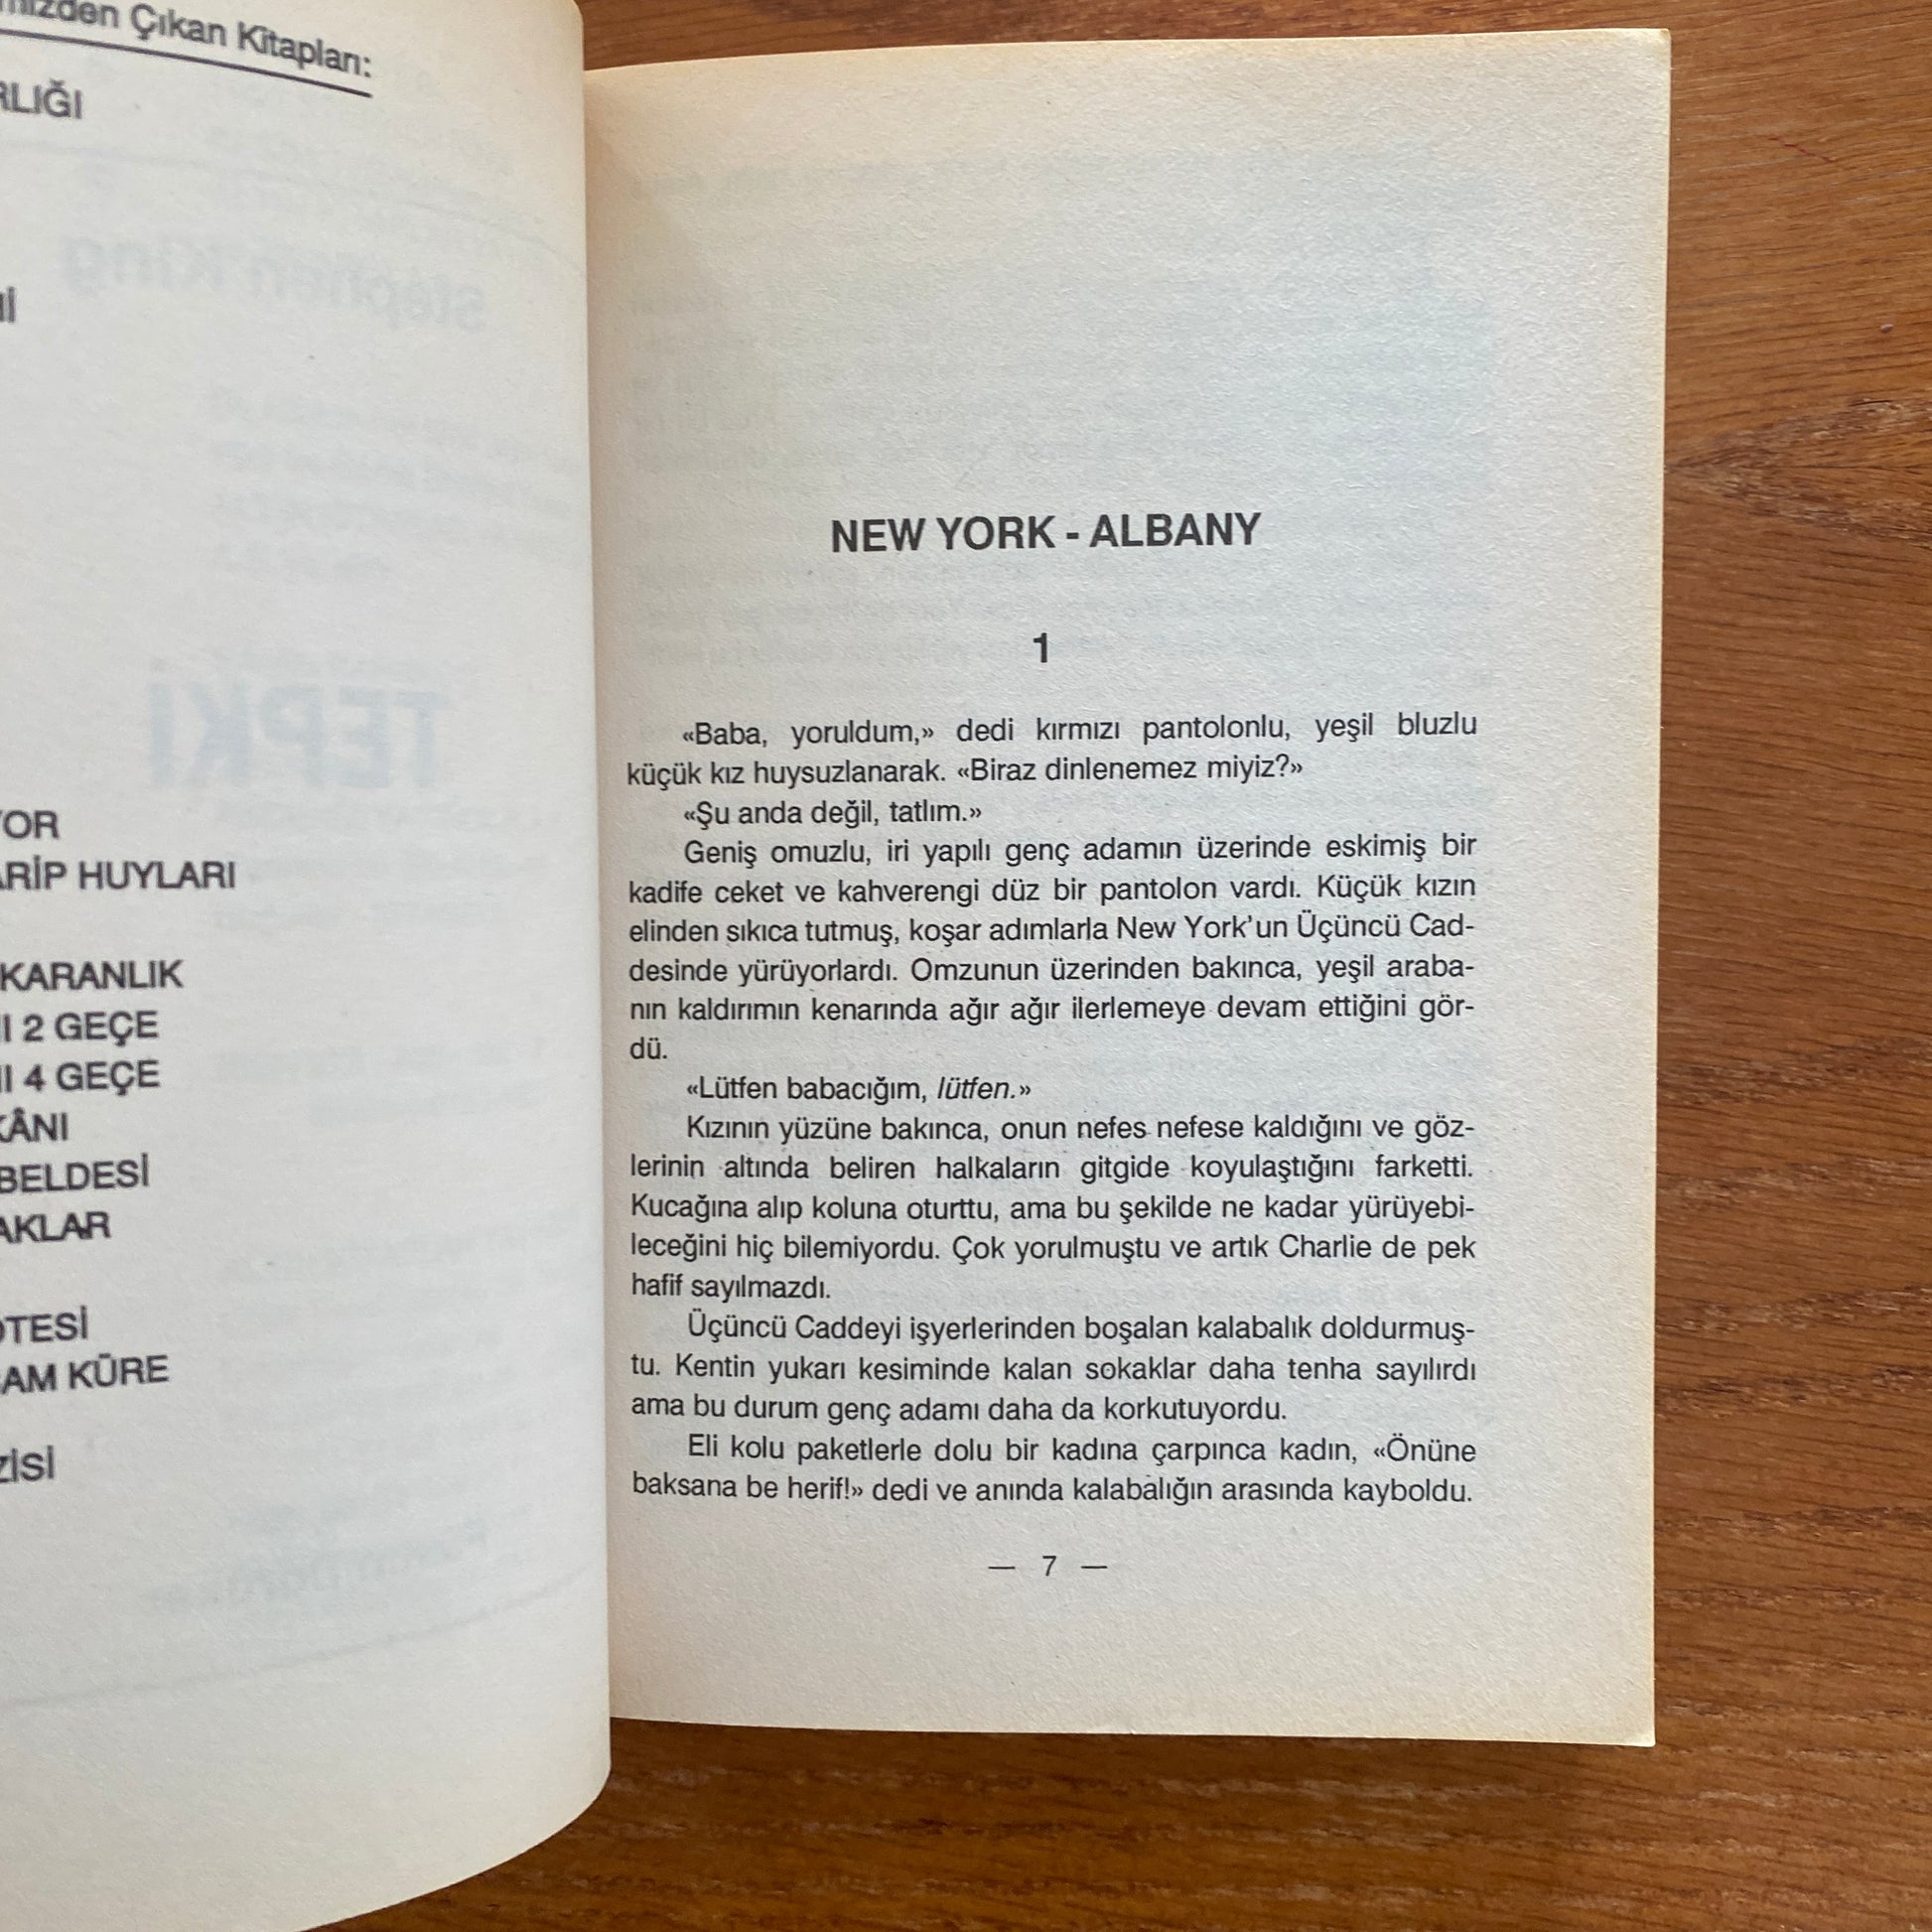 Çıkan Kitapları:
RLIĞI
YOR
ARİP HUYLARI
KARANLIK
I 2 GEÇE
I 4 GEÇE
KÂNI
BELDESİ
AKLAR
ÖTESİ
AM KÜRE
ZİSİ
Stephen King
TEPKİ
NEW YORK - ALBANY
1
«Baba, yoruldum,» dedi kırmızı pantolonlu, yeşil bluzlu
küçük kız huysuzlanarak. «Biraz dinlenemez miyiz?»
«Şu anda değil, tatlım.»
Geniş omuzlu, iri yapılı genç adamın üzerinde eskimiş bir
kadife ceket ve kahverengi düz bir pantolon vardı. Küçük kızın
elinden sıkıca tutmuş, koşar adımlarla New York'un Üçüncü Cad-
desinde yürüyorlardı. Omzunun üzerinden bakınca, yeşil araba-
nın kaldırımın kenarında ağır ağır ilerlemeye devam ettiğini gör-
dü.
«Lütfen babacığım, lütfen.»
Kızının yüzüne bakınca, onun nefes nefese kaldığını ve göz-
lerinin altında beliren halkaların gitgide koyulaştığını farketti.
Kucağına alıp koluna oturttu, ama bu şekilde ne kadar yürüyebi-
leceğini hiç bilemiyordu. Çok yorulmuştu ve artık Charlie de pek
hafif sayılmazdı.
Üçüncü Caddeyi işyerlerinden boşalan kalabalık doldurmuş-
tu. Kentin yukarı kesiminde kalan sokaklar daha tenha sayılırdı
ama bu durum genç adamı daha da korkutuyordu.
Eli kolu paketlerle dolu bir kadına çarpınca kadın, «Önüne
baksana be herif!» dedi ve anında kalabalığın arasında kayboldu.
— 7 —